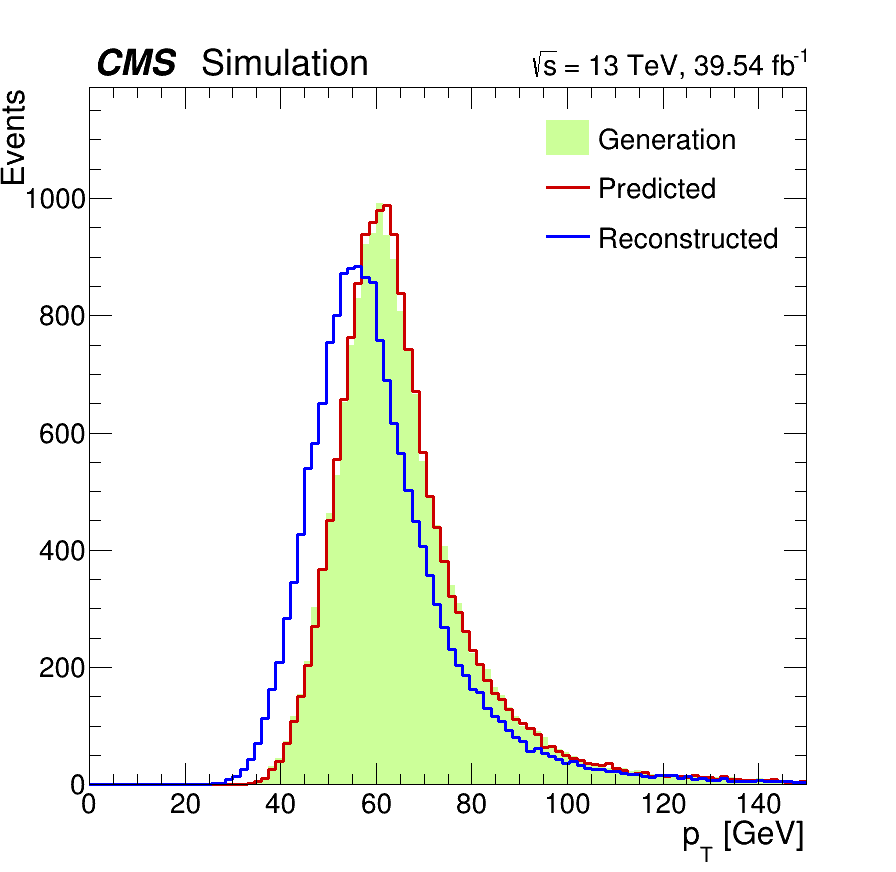 CMS Simulation
√s = 13 TeV, 39.54 fb⁻¹
Events
Generation
Predicted
Reconstructed
1000
800
600
400
200
0
0 20 40 60 80 100 120 140
p_T [GeV]